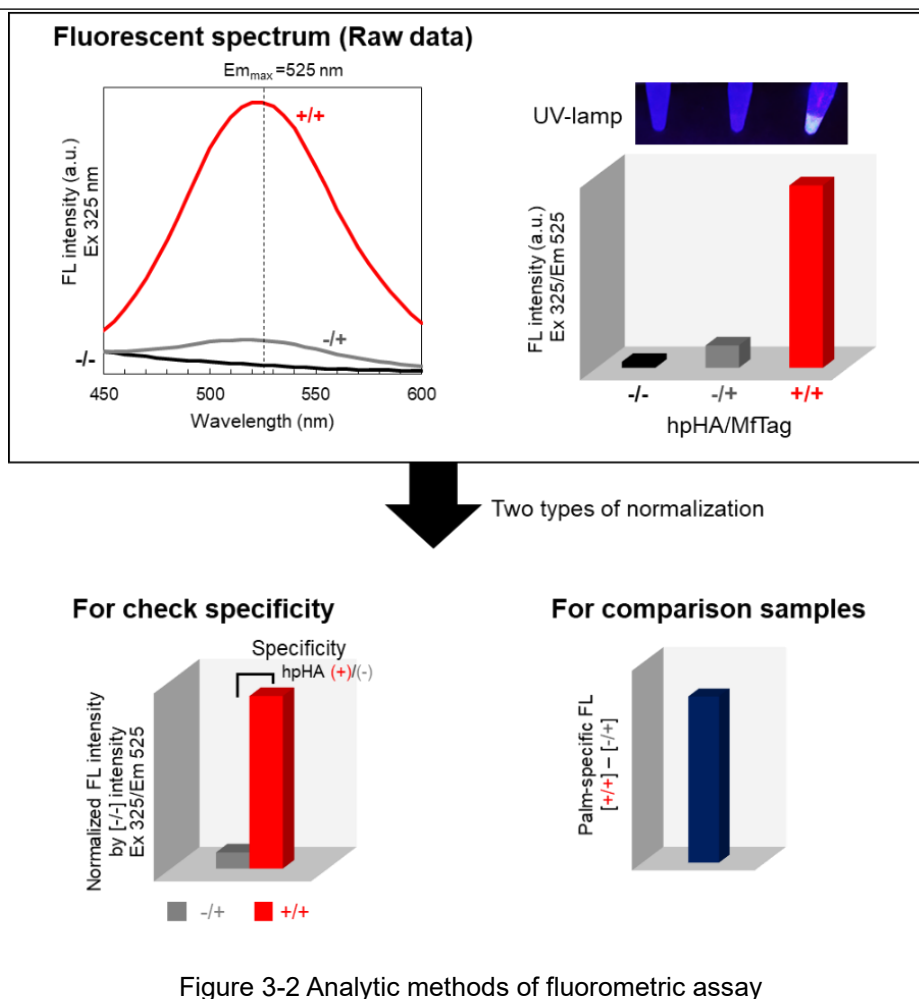 Fluorescent spectrum (Raw data)
Em max =525 nm
+/+
-/+
-/-
FL intensity (a.u.)
Ex 325 nm
450 500 550 600
Wavelength (nm)
UV-lamp
FL intensity (a.u.)
Ex 325/Em 525
-/- -/+ +/+
hpHA/MfTag
Two types of normalization
For check specificity
Specificity
hpHA (+)/(-)
Normalized FL intensity
by [-/-] intensity
Ex 325/Em 525
-/+ +/+
For comparison samples
Palm-specific FL
[+/+] – [-/+]
Figure 3-2 Analytic methods of fluorometric assay